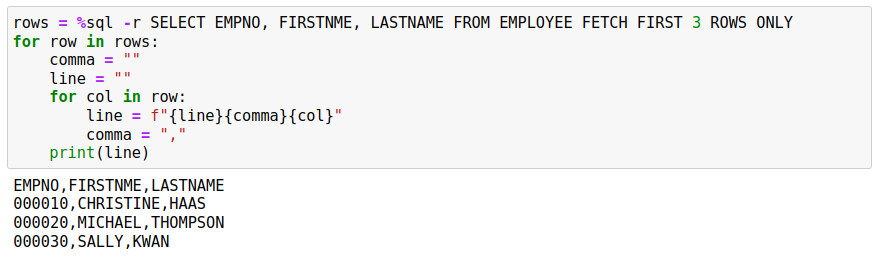 rows = %sql -r SELECT EMPNO, FIRSTNME, LASTNAME FROM EMPLOYEE FETCH FIRST 3 ROWS ONLY
for row in rows:
    comma = ""
    line = ""
    for col in row:
        line = f"{line}{comma}{col}"
        comma = ","
    print(line)
EMPNO,FIRSTNME,LASTNAME
000010,CHRISTINE,HAAS
000020,MICHAEL,THOMPSON
000030,SALLY,KWAN